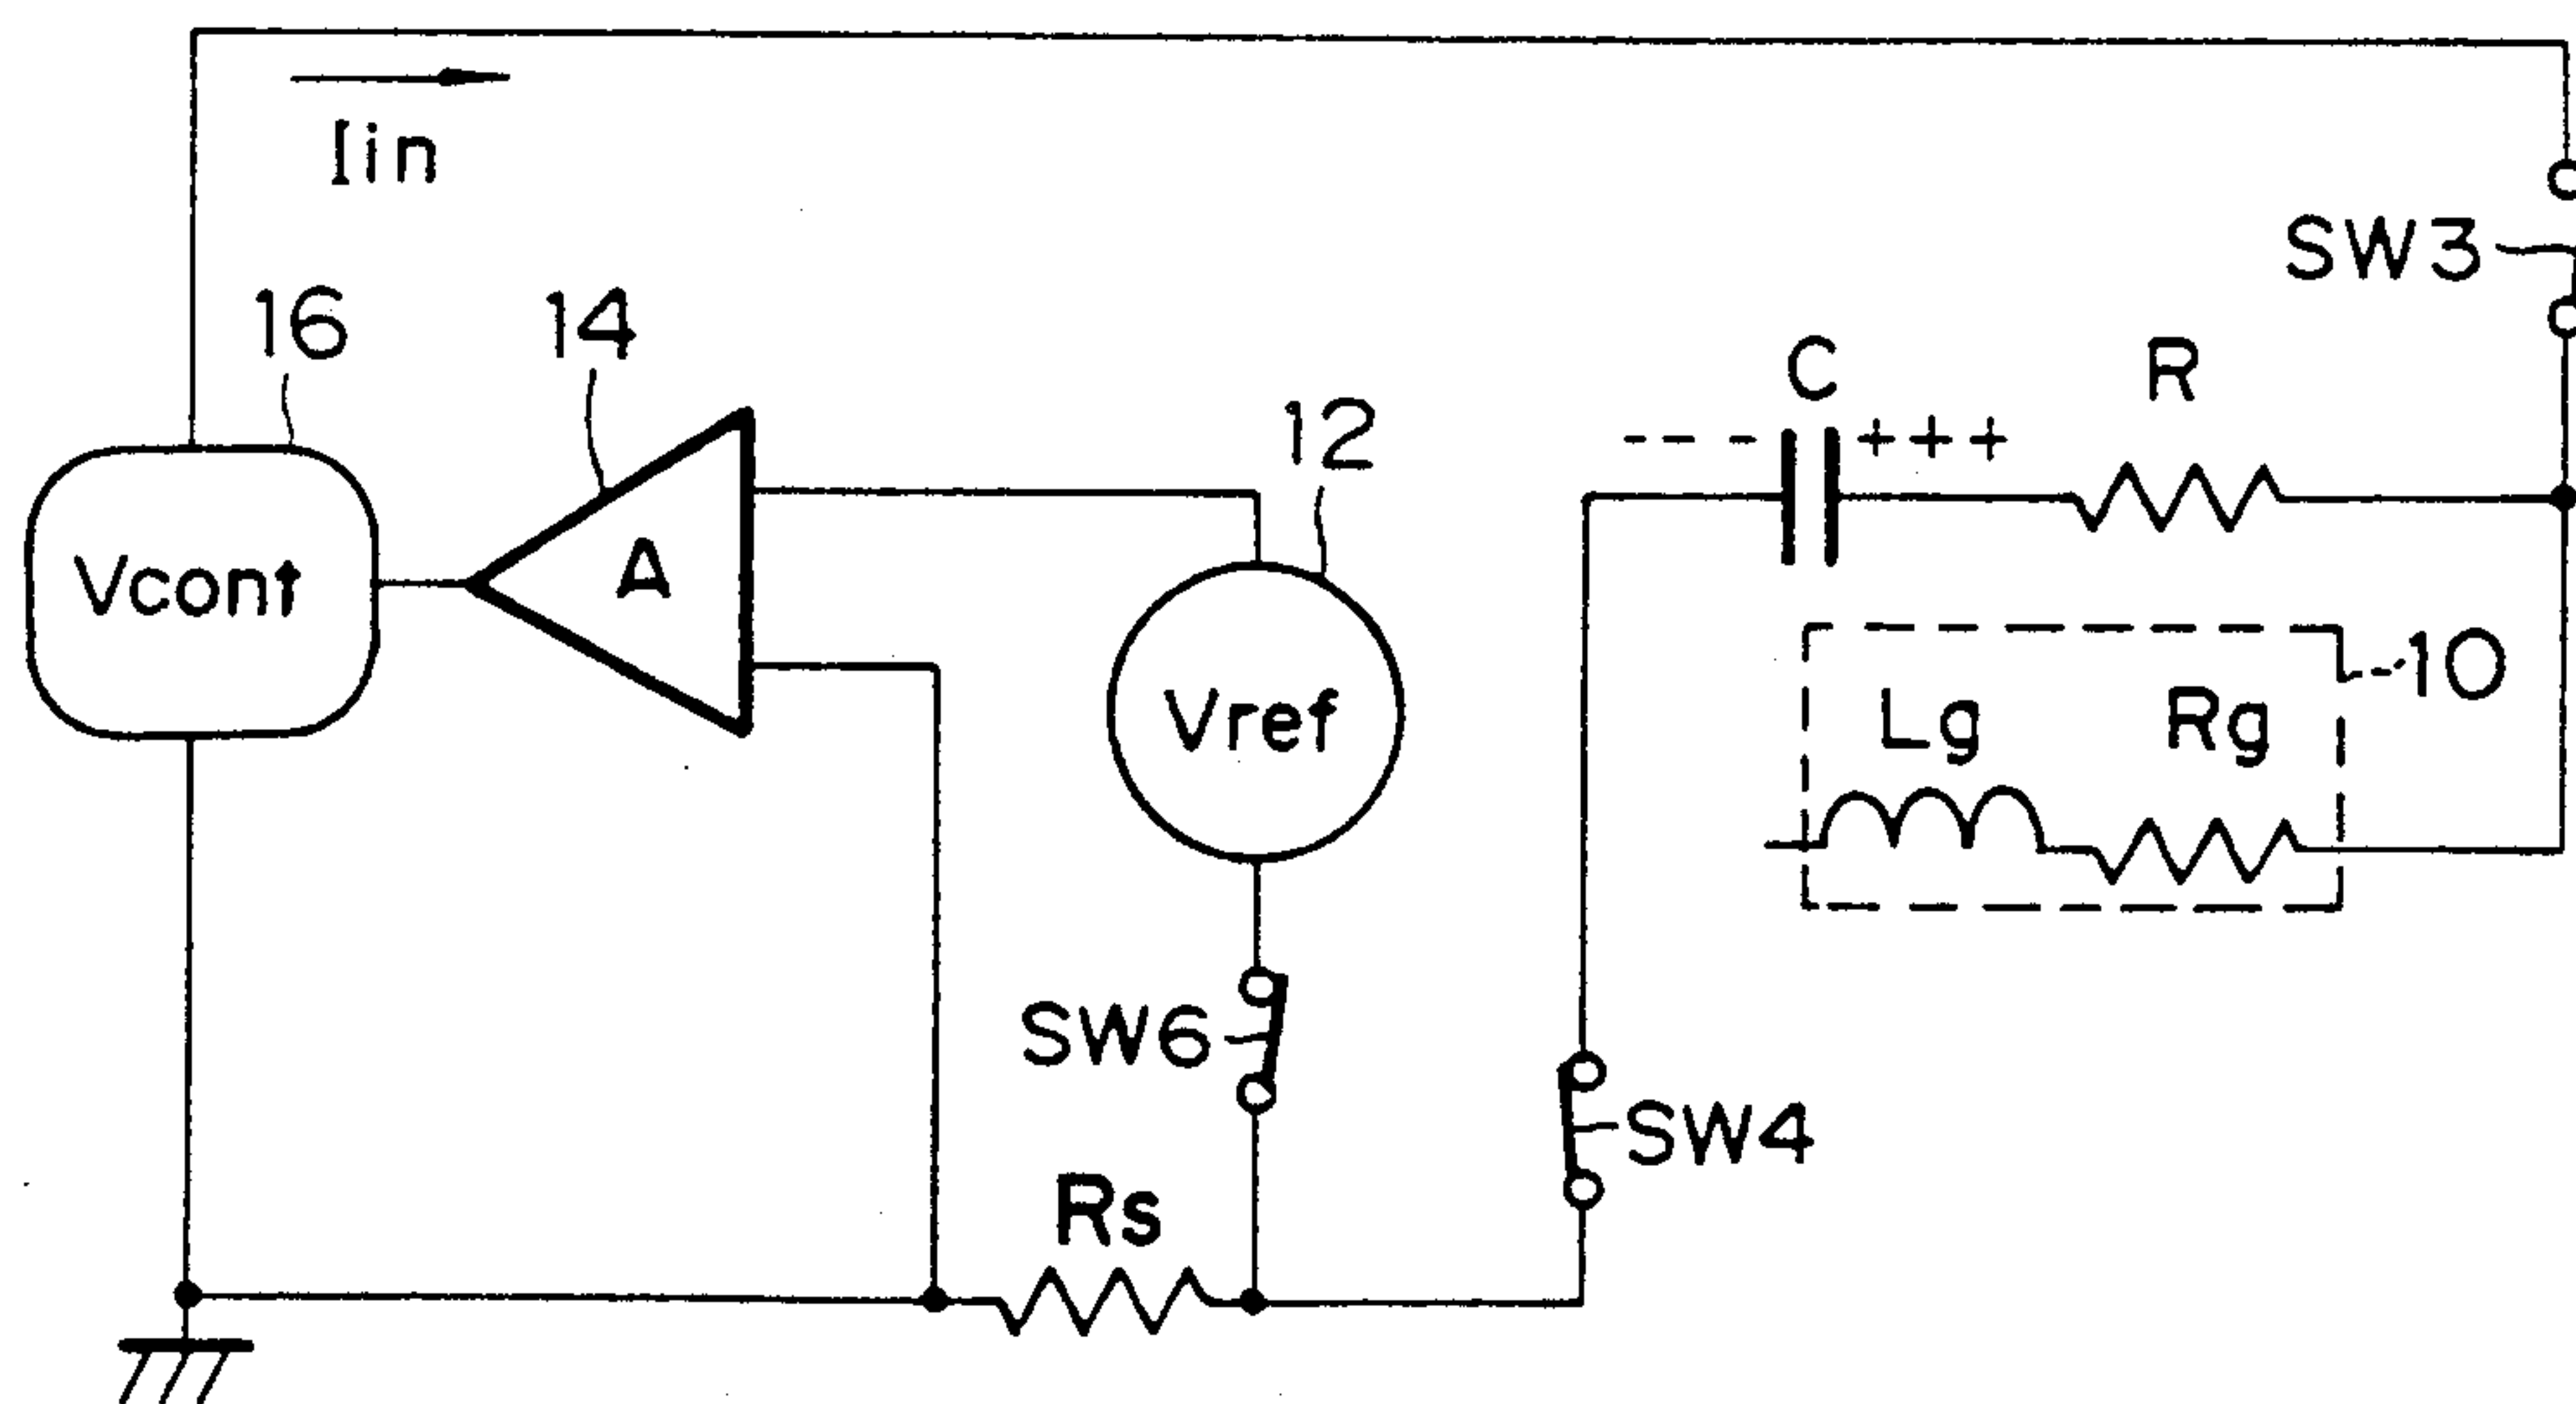 Iin
SW3
16
14
C
R
12
- - - + + +
Vcont
A
10
Vref
Lg
Rg
SW6
SW4
Rs